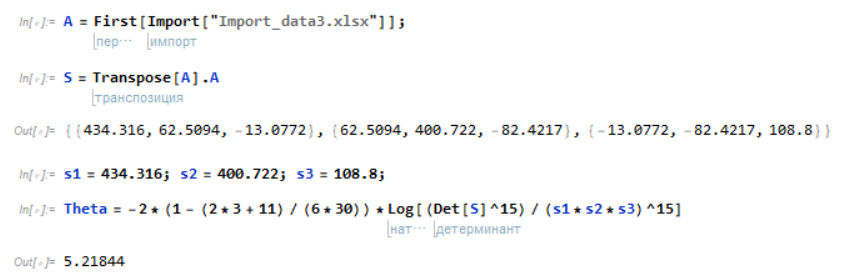 In[◦]:= A = First[Import["Import_data3.xlsx"]];
⌊пер⋯ ⌊импорт
In[◦]:= S = Transpose[A].A
⌊транспозиция
Out[◦]= {{434.316, 62.5094, -13.0772}, {62.5094, 400.722, -82.4217}, {-13.0772, -82.4217, 108.8}}
In[◦]:= s1 = 434.316; s2 = 400.722; s3 = 108.8;
In[◦]:= Theta = -2 * (1 - (2 * 3 + 11) / (6 * 30)) * Log[(Det[S]^15) / (s1 * s2 * s3)^15]
⌊нат⋯ ⌊детерминант
Out[◦]= 5.21844